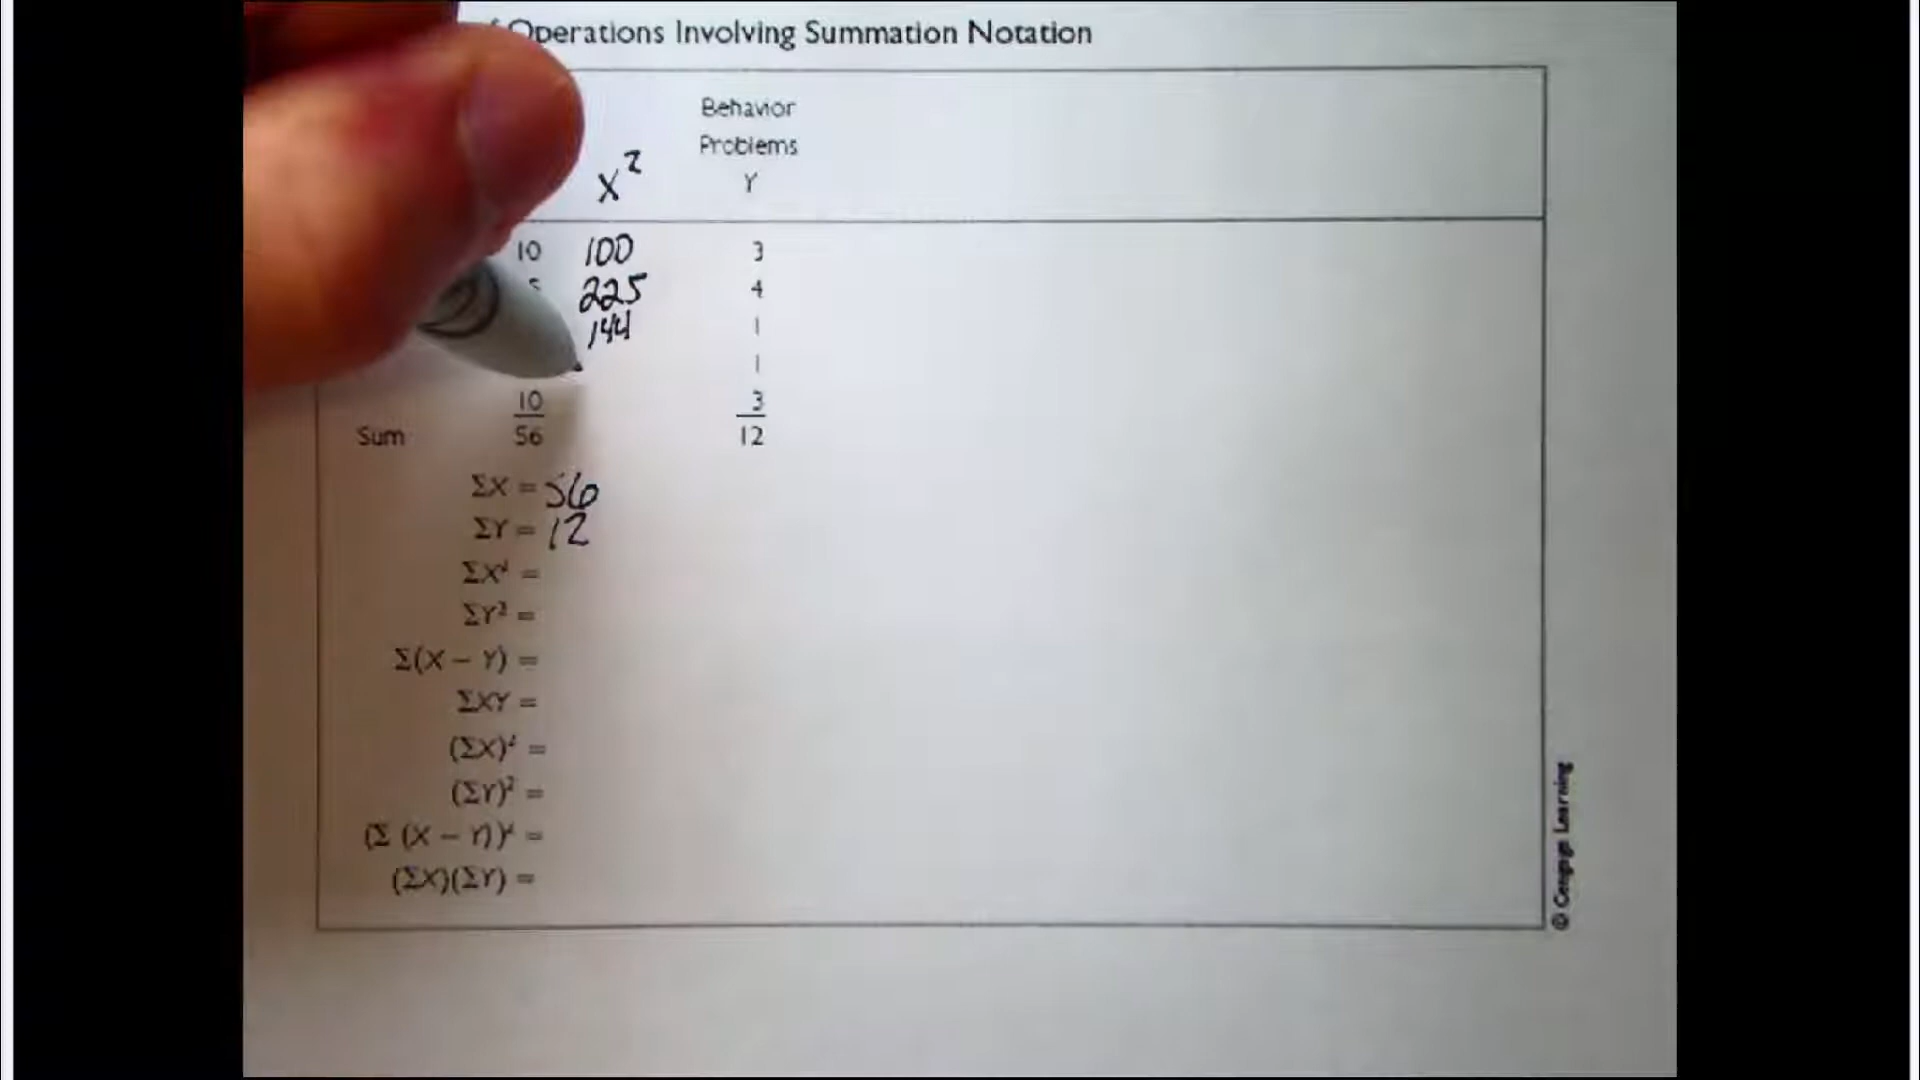 Operations Involving Summation Notation
Behavior
Problems
X² Y
10 100 3
5 225 4
144 1
1
10 3
Sum 56 12
ΣX = 56
ΣY = 12
ΣX² =
ΣY² =
Σ(X – Y) =
ΣXY =
(ΣX)² =
(ΣY)² =
(Σ (X – Y))² =
(ΣX)(ΣY) =
© Cengage Learning